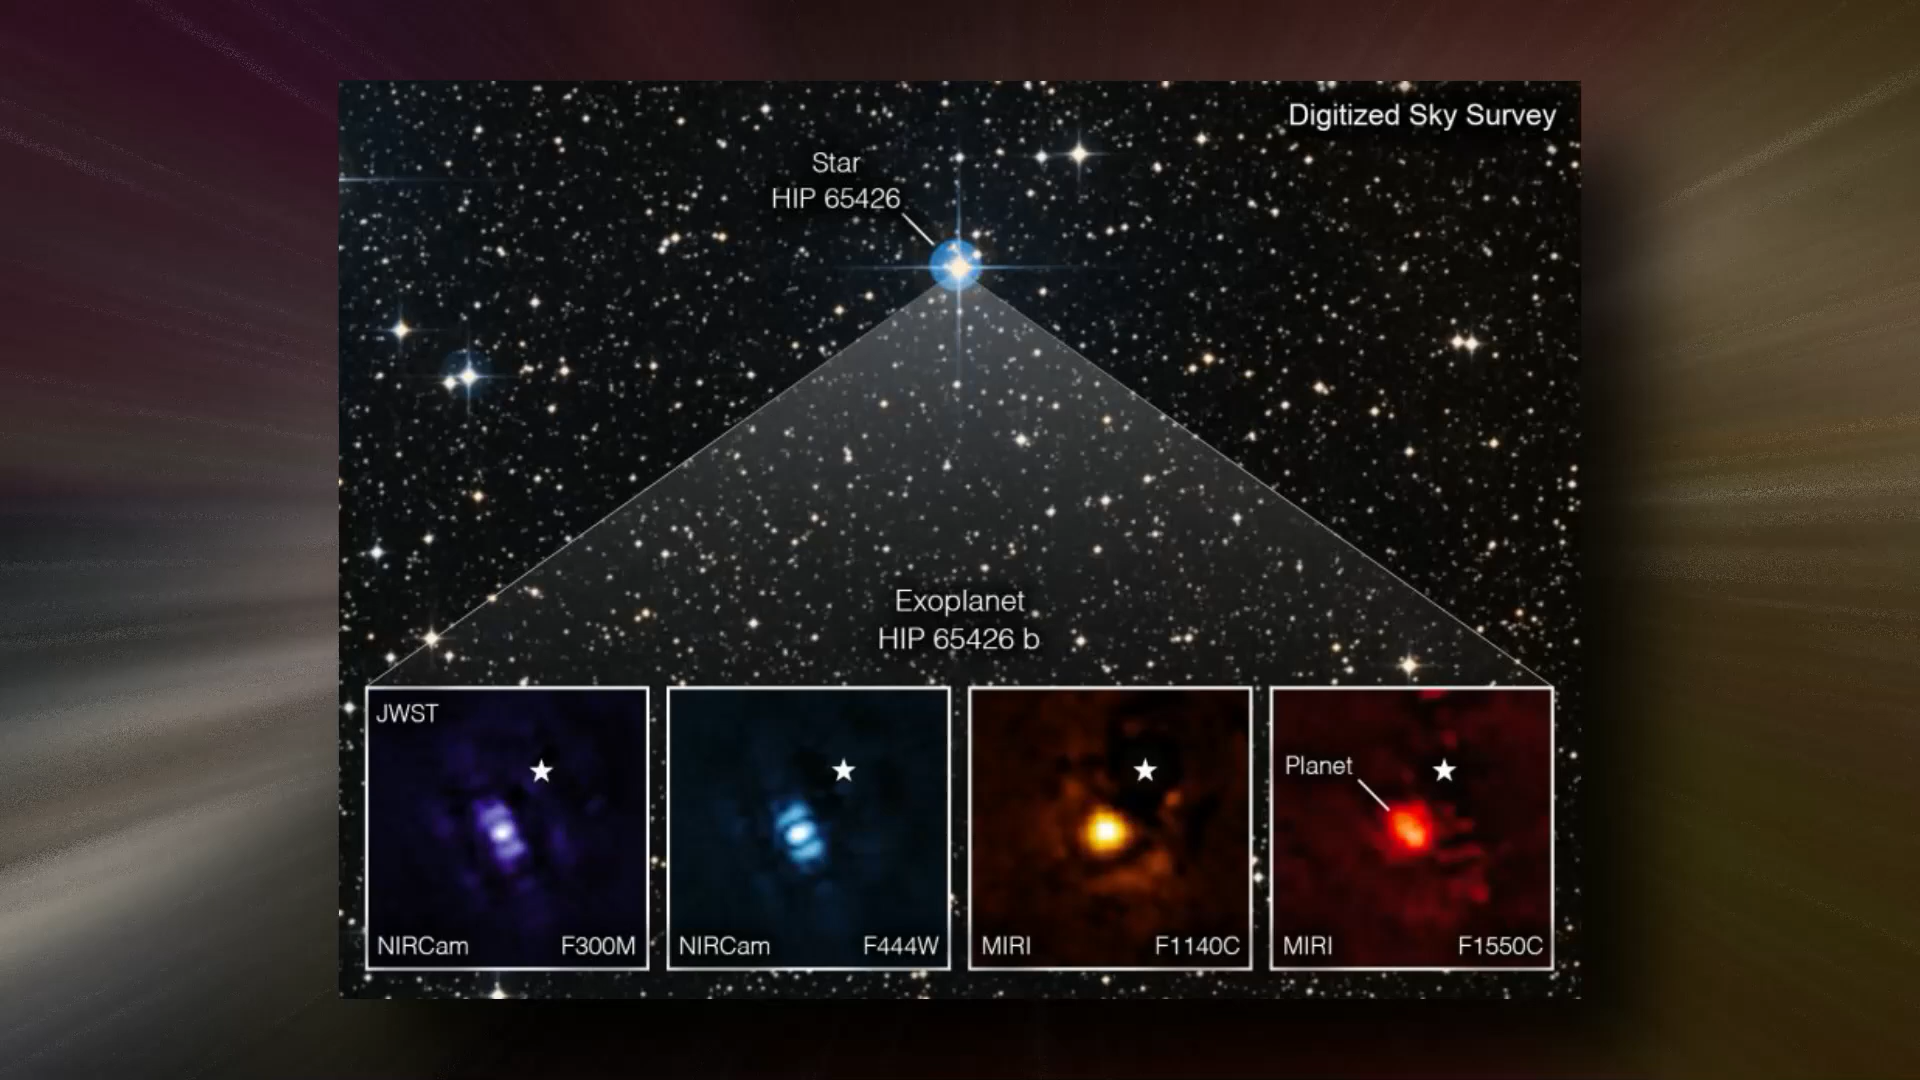 Digitized Sky Survey
Star
HIP 65426
Exoplanet
HIP 65426 b
JWST
NIRCam F300M
NIRCam F444W
MIRI F1140C
Planet
MIRI F1550C